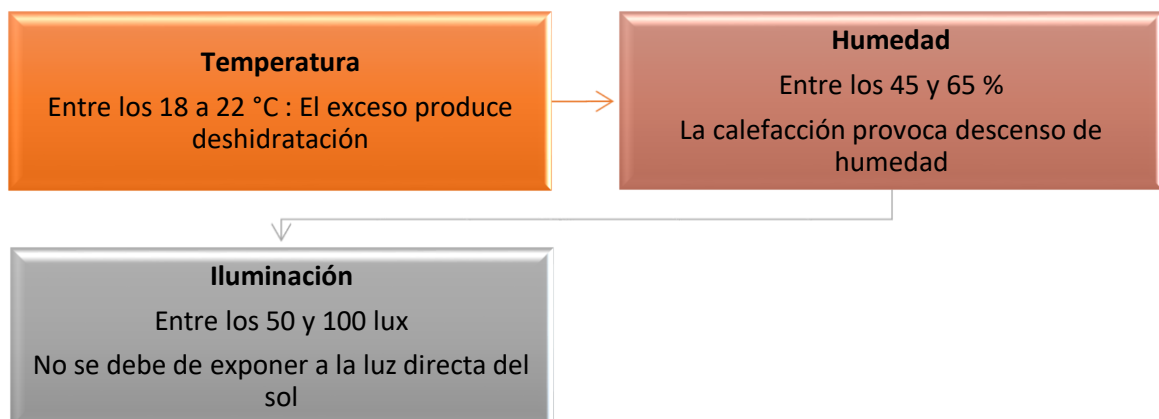 Temperatura
Entre los 18 a 22 °C : El exceso produce
deshidratación
Humedad
Entre los 45 y 65 %
La calefacción provoca descenso de
humedad
Iluminación
Entre los 50 y 100 lux
No se debe de exponer a la luz directa del
sol